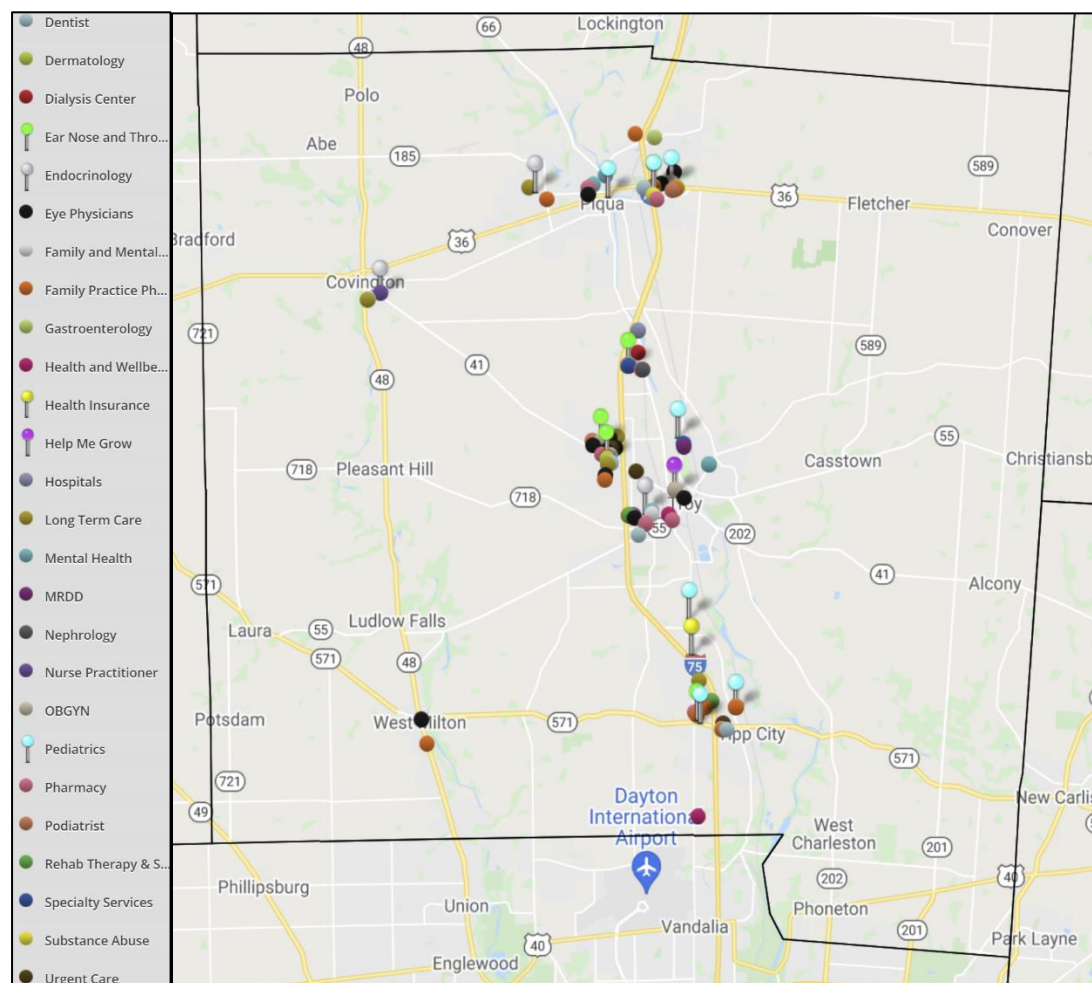 Dentist
Dermatology
Dialysis Center
Ear Nose and Thro...
Endocrinology
Eye Physicians
Family and Mental...
Family Practice Ph...
Gastroenterology
Health and Wellbe...
Health Insurance
Help Me Grow
Hospitals
Long Term Care
Mental Health
MRDD
Nephrology
Nurse Practitioner
OBGYN
Pediatrics
Pharmacy
Podiatrist
Rehab Therapy & S...
Specialty Services
Substance Abuse
Urgent Care
Lockington
66
48
Polo
Abe
185
589
Piqua
36
Fletcher
Bradford
36
Conover
Covington
721
589
41
48
55
718
Pleasant Hill
Casstown
Christiansb
718
roy
55
202
41
571
Alcony
Laura
55
Ludlow Falls
571
48
75
Potsdam
West Milton
571
Tipp City
571
721
49
Dayton
International
Airport
New Carli
West
Charleston
201
40
Phillipsburg
202
Union
Phoneton
Vandalia
201
Park Layne
40
Englewood